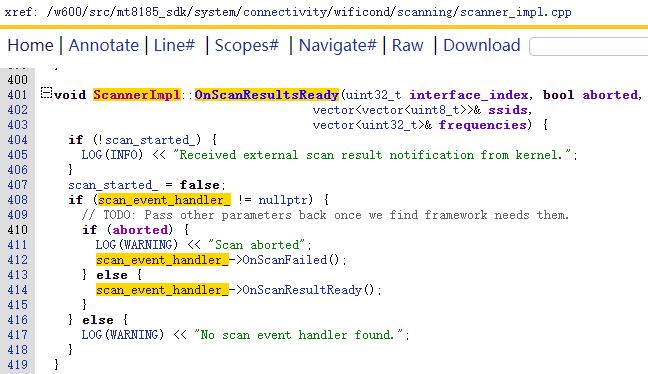 xref: /w600/src/mt8185_sdk/system/connectivity/wificond/scanning/scanner_impl.cpp
Home | Annotate | Line# | Scopes# | Navigate# | Raw | Download
400
401 void ScannerImpl::OnScanResultsReady(uint32_t interface_index, bool aborted,
402 vector<vector<uint8_t>>& ssids,
403 vector<uint32_t>& frequencies) {
404 if (!scan_started_) {
405 LOG(INFO) << "Received external scan result notification from kernel.";
406 }
407 scan_started_ = false;
408 if (scan_event_handler_ != nullptr) {
409 // TODO: Pass other parameters back once we find framework needs them.
410 if (aborted) {
411 LOG(WARNING) << "Scan aborted";
412 scan_event_handler_->OnScanFailed();
413 } else {
414 scan_event_handler_->OnScanResultReady();
415 }
416 } else {
417 LOG(WARNING) << "No scan event handler found.";
418 }
419 }